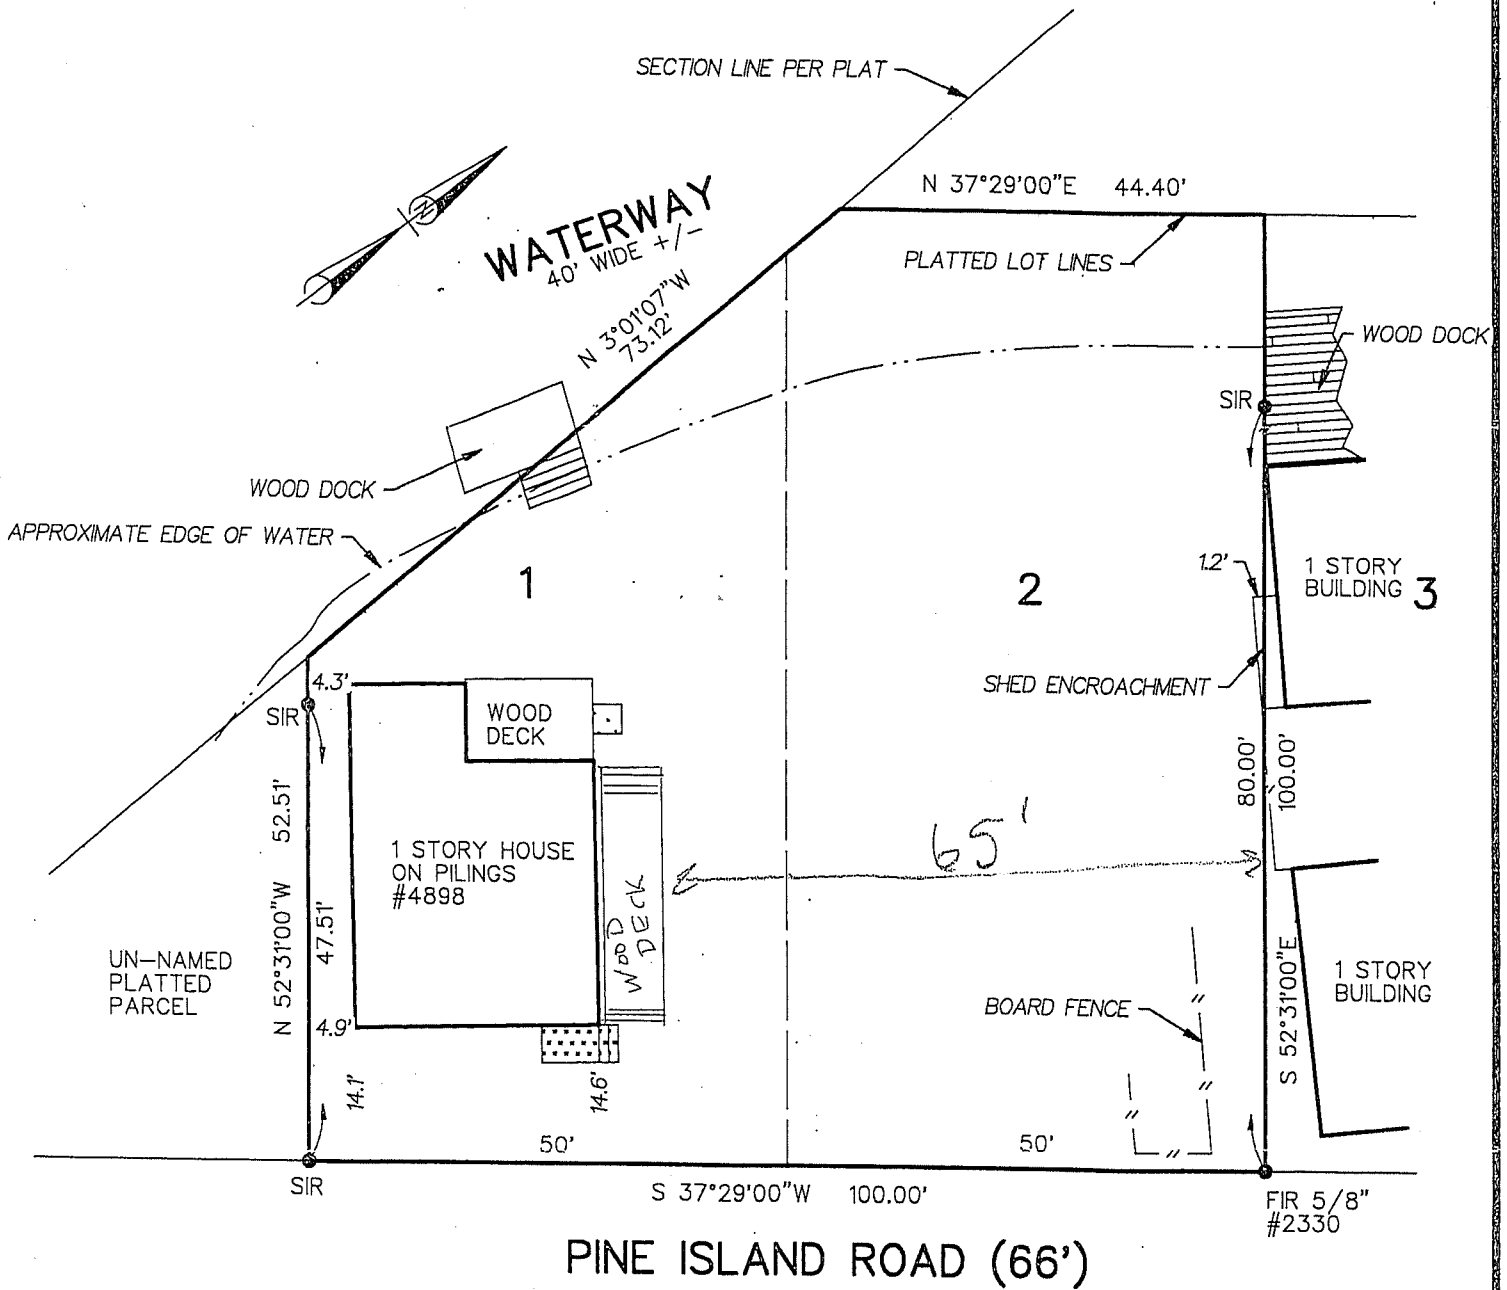 SECTION LINE PER PLAT
N 37°29'00"E 44.40'
N
WATERWAY
40' WIDE +/-
PLATTED LOT LINES
N 3°01'07"W
73.12'
WOOD DOCK
SIR
WOOD DOCK
APPROXIMATE EDGE OF WATER
1
2
1.2'
1 STORY
BUILDING
3
4.3'
SHED ENCROACHMENT
SIR
WOOD
DECK
80.00'
100.00'
N 52°31'00"W 52.51'
47.51'
1 STORY HOUSE
ON PILINGS
#4898
65'
WOOD
DECK
UN-NAMED
PLATTED
PARCEL
4.9'
BOARD FENCE
S 52°31'00"E
1 STORY
BUILDING
14.1'
14.6'
50'
50'
SIR
S 37°29'00"W 100.00'
FIR 5/8"
#2330
PINE ISLAND ROAD (66')